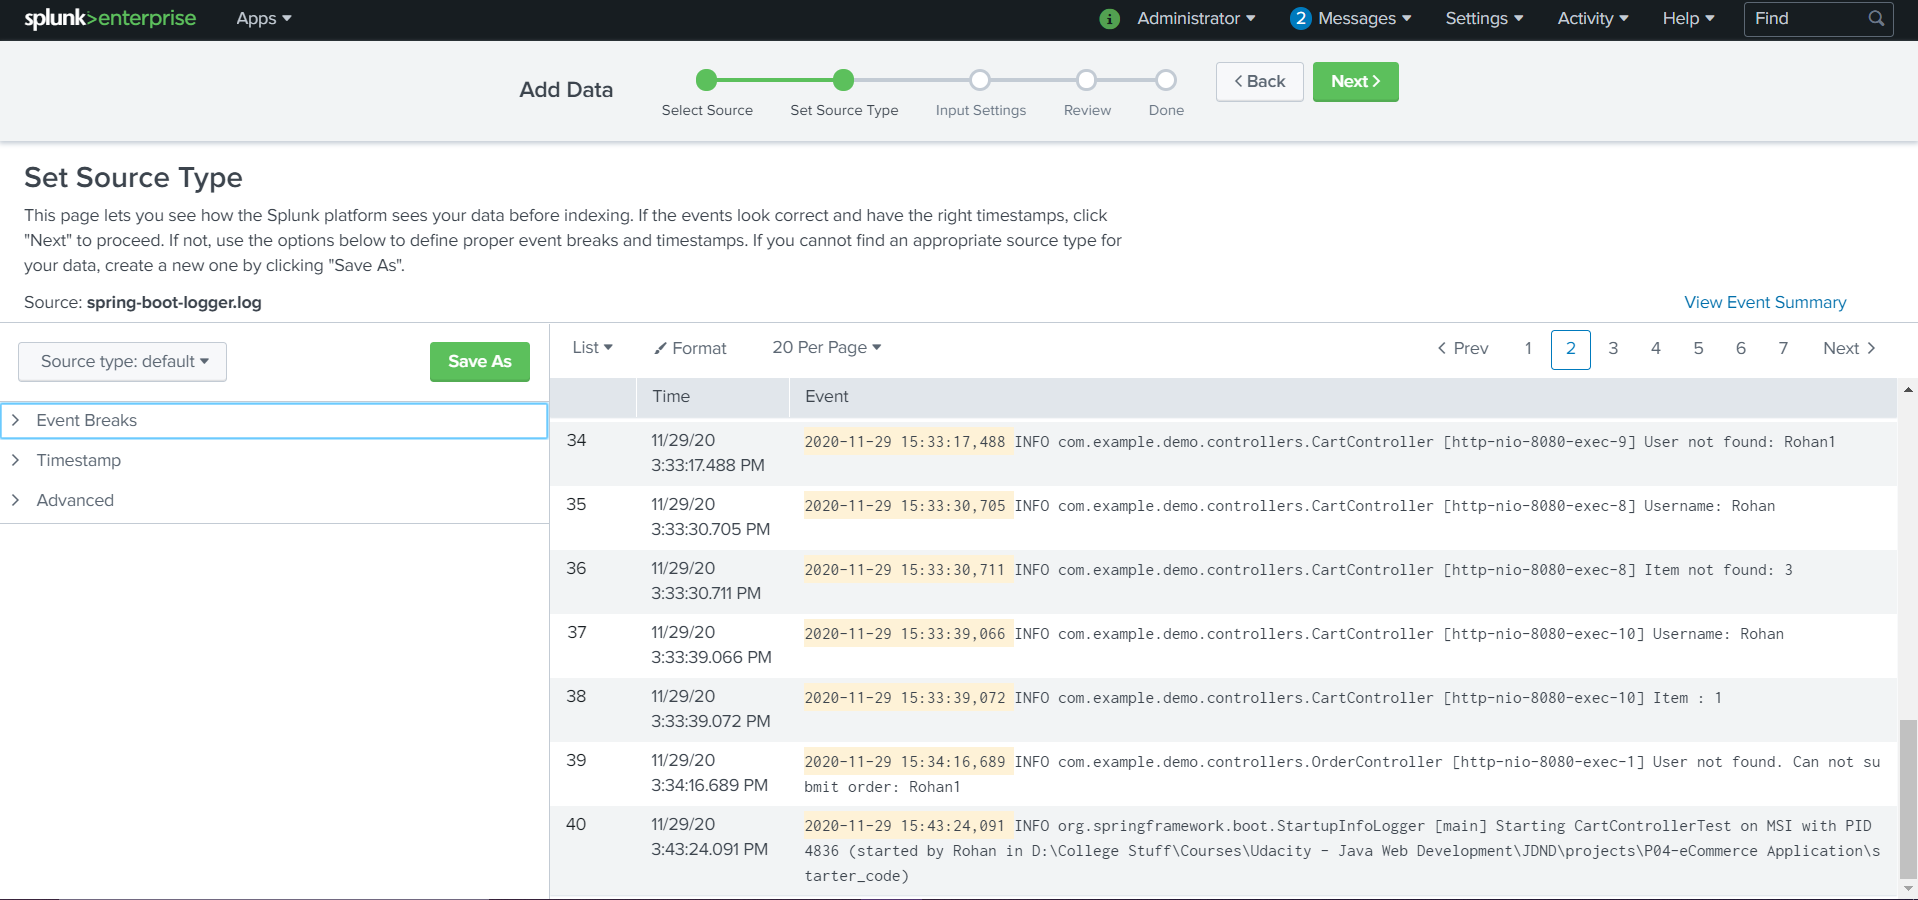 splunk>enterprise Apps i Administrator 2 Messages Settings Activity Help Find
Add Data
Select Source Set Source Type Input Settings Review Done
Back Next
Set Source Type
This page lets you see how the Splunk platform sees your data before indexing. If the events look correct and have the right timestamps, click
"Next" to proceed. If not, use the options below to define proper event breaks and timestamps. If you cannot find an appropriate source type for
your data, create a new one by clicking "Save As".
Source: spring-boot-logger.log
View Event Summary
Source type: default Save As
Event Breaks
Timestamp
Advanced
List Format 20 Per Page Prev 1 2 3 4 5 6 7 Next
Time Event
34 11/29/20 2020-11-29 15:33:17,488 INFO com.example.demo.controllers.CartController [http-nio-8080-exec-9] User not found: Rohan1
3:33:17.488 PM
35 11/29/20 2020-11-29 15:33:30,705 INFO com.example.demo.controllers.CartController [http-nio-8080-exec-8] Username: Rohan
3:33:30.705 PM
36 11/29/20 2020-11-29 15:33:30,711 INFO com.example.demo.controllers.CartController [http-nio-8080-exec-8] Item not found: 3
3:33:30.711 PM
37 11/29/20 2020-11-29 15:33:39,066 INFO com.example.demo.controllers.CartController [http-nio-8080-exec-10] Username: Rohan
3:33:39.066 PM
38 11/29/20 2020-11-29 15:33:39,072 INFO com.example.demo.controllers.CartController [http-nio-8080-exec-10] Item : 1
3:33:39.072 PM
39 11/29/20 2020-11-29 15:34:16,689 INFO com.example.demo.controllers.OrderController [http-nio-8080-exec-1] User not found. Can not su
3:34:16.689 PM bmit order: Rohan1
40 11/29/20 2020-11-29 15:43:24,091 INFO org.springframework.boot.StartupInfoLogger [main] Starting CartControllerTest on MSI with PID
3:43:24.091 PM 4836 (started by Rohan in D:\College Stuff\Courses\Udacity - Java Web Development\JDND\projects\P04-eCommerce Application\s
tarter_code)